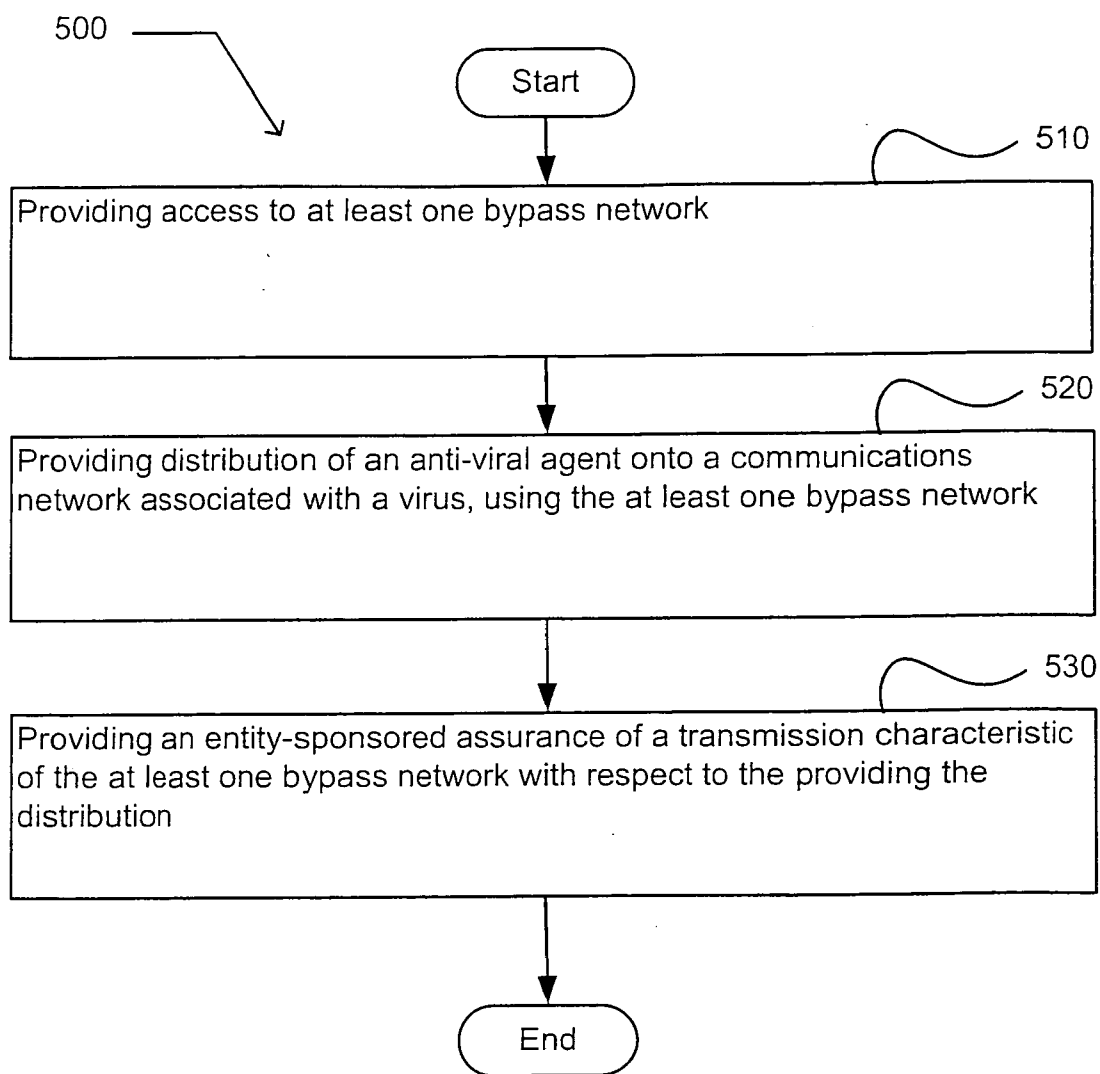 500
Start
510
Providing access to at least one bypass network
520
Providing distribution of an anti-viral agent onto a communications
network associated with a virus, using the at least one bypass network
530
Providing an entity-sponsored assurance of a transmission characteristic
of the at least one bypass network with respect to the providing the
distribution
End